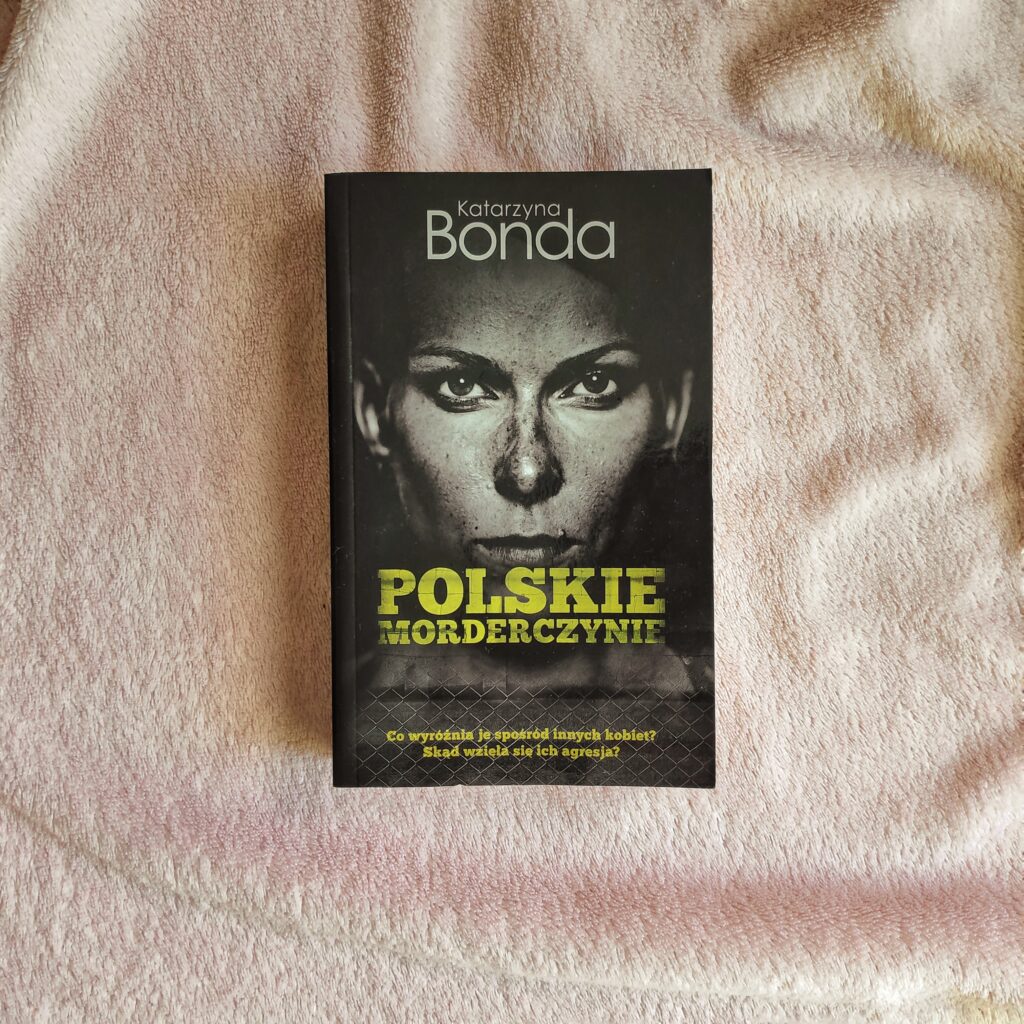 Katarzyna
Bonda
POLSKIE
MORDERCZYNIE
Co wyróżnia je spośród innych kobiet?
Skąd wzięła się ich agresja?